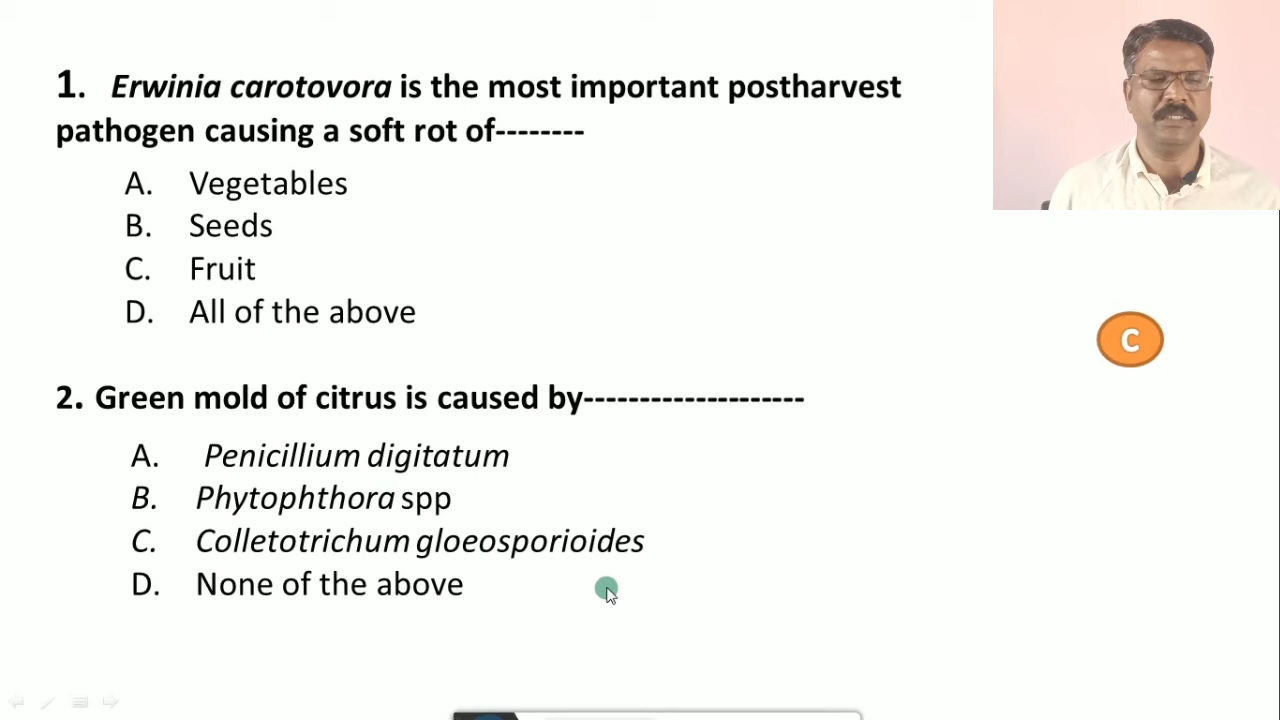 1. Erwinia carotovora is the most important postharvest
pathogen causing a soft rot of--------
A. Vegetables
B. Seeds
C. Fruit
D. All of the above
C
2. Green mold of citrus is caused by--------------------
A. Penicillium digitatum
B. Phytophthora spp
C. Colletotrichum gloeosporioides
D. None of the above